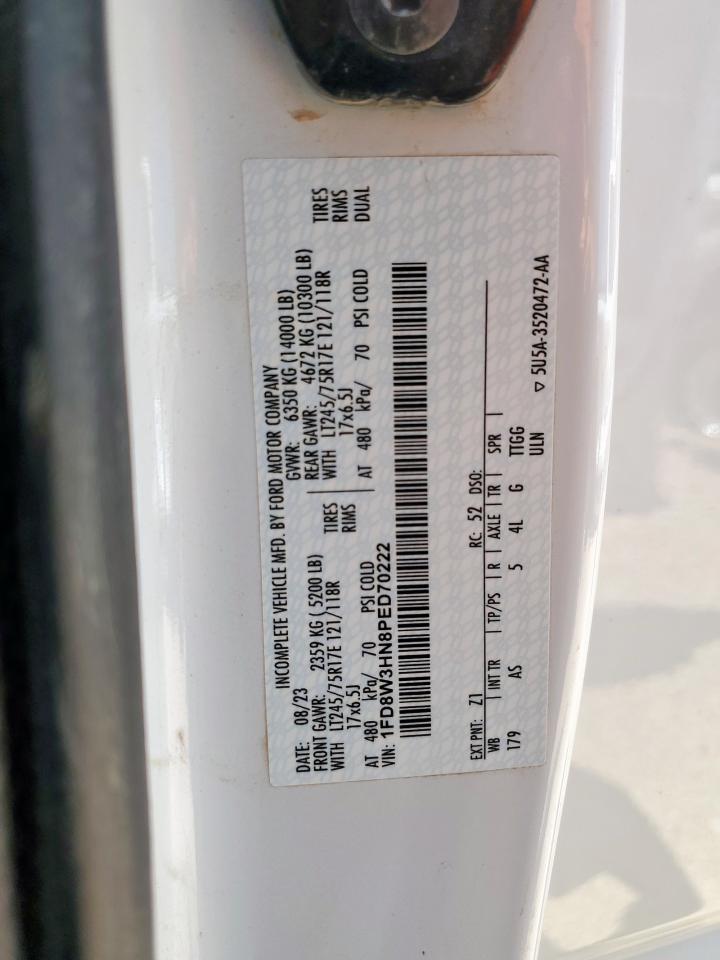 INCOMPLETE VEHICLE MFD. BY FORD MOTOR COMPANY
DATE: 08/23 GVWR: 6350 KG (14000 LB)
FRONT GAWR: 2359 KG ( 5200 LB) REAR GAWR: 4672 KG (10300 LB)
WITH LT245/75R17E 121/118R TIRES WITH LT245/75R17E 121/118R TIRES
17x6.5J RIMS 17x6.5J RIMS
AT 480 kPa/ 70 PSI COLD AT 480 kPa/ 70 PSI COLD DUAL
VIN: 1FD8W3HN8PED70222
EXT PNT: Z1 RC: 52 DSO:
WB | INT TR | TP/PS | R | AXLE | TR | SPR |
179 AS 5 4L G TTGG
ULN
▽ 5U5A-3520472-AA